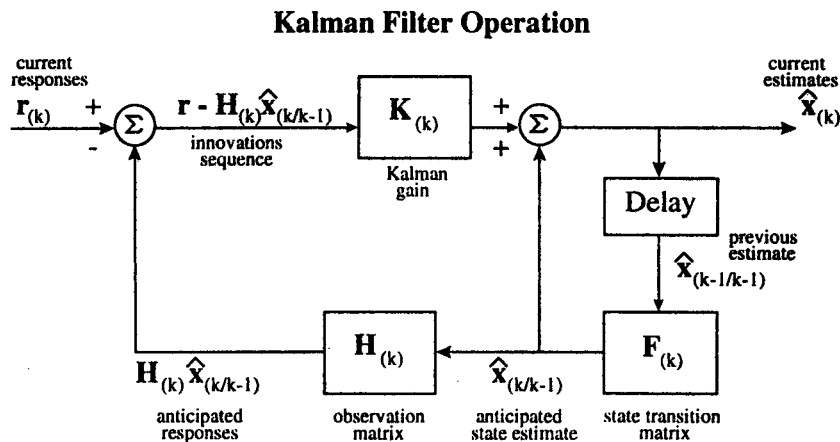 Kalman Filter Operation
current
responses
r(k)
+
-
Σ
r - H(k)x̂(k/k-1)
innovations
sequence
K(k)
Kalman
gain
+
+
Σ
current
estimates
x̂(k)
Delay
previous
estimate
x̂(k-1/k-1)
H(k)x̂(k/k-1)
anticipated
responses
H(k)
observation
matrix
x̂(k/k-1)
anticipated
state estimate
F(k)
state transition
matrix